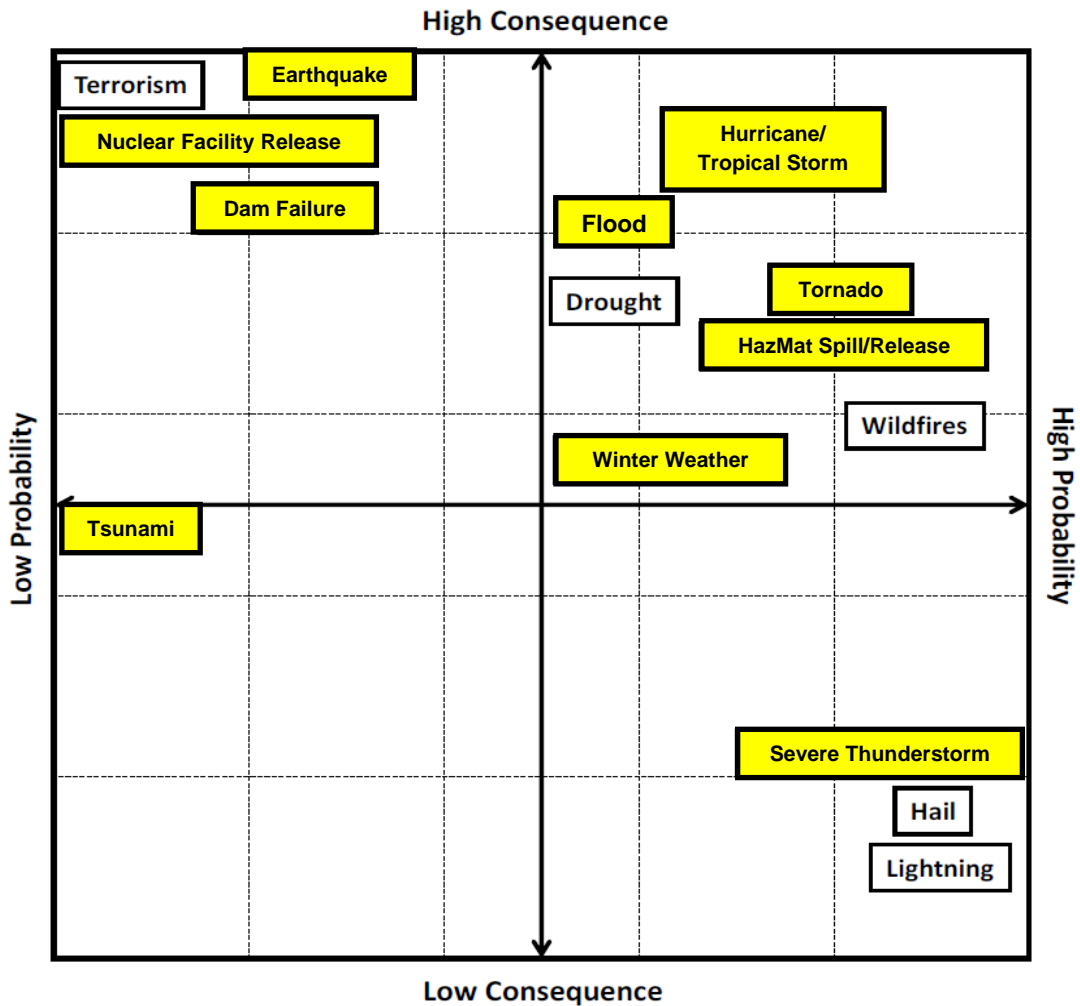 High Consequence
Terrorism
Earthquake
Nuclear Facility Release
Hurricane/
Tropical Storm
Dam Failure
Flood
Drought
Tornado
HazMat Spill/Release
Wildfires
Winter Weather
Low Probability
High Probability
Tsunami
Severe Thunderstorm
Hail
Lightning
Low Consequence